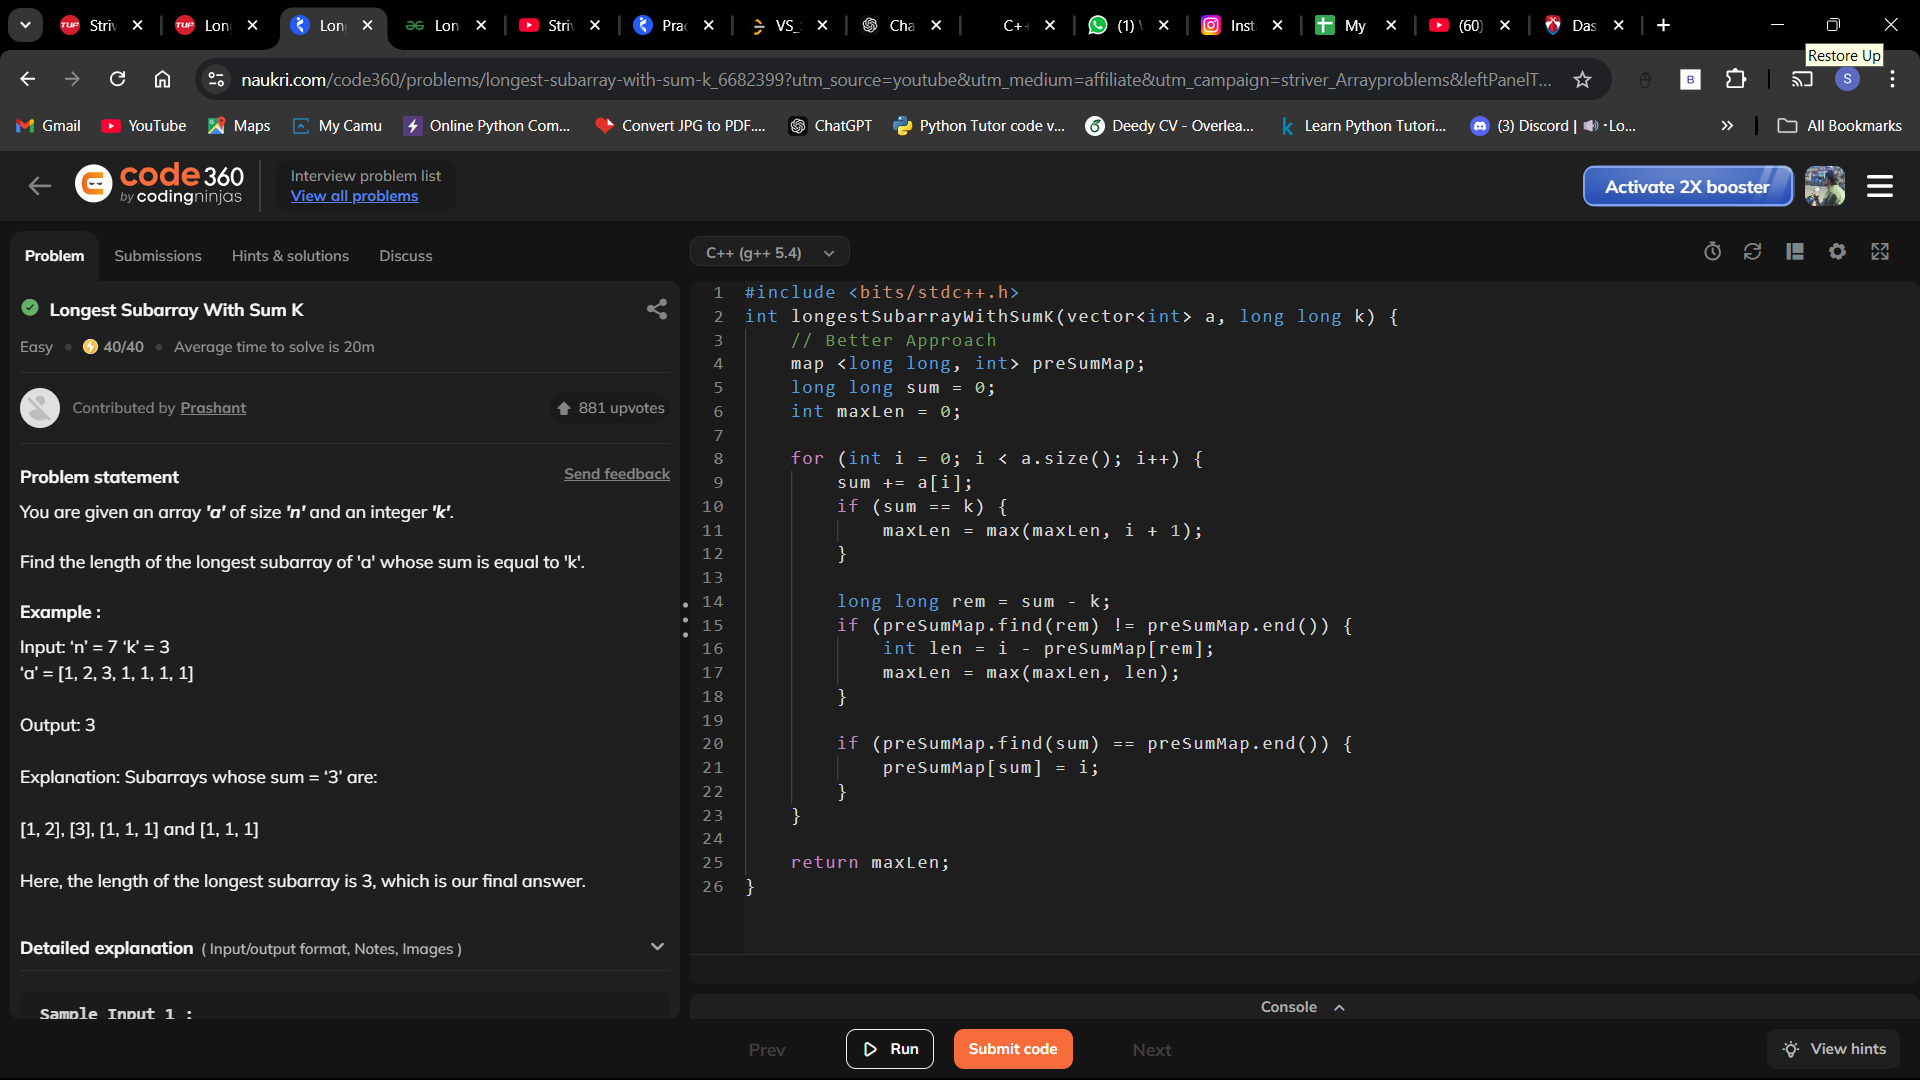 Striv
Lon
Lon
Lon
Striv
Prac
VS_
Cha
C+
(1) \
Inst
My
(60)
Das
Restore Up
naukri.com/code360/problems/longest-subarray-with-sum-k_6682399?utm_source=youtube&utm_medium=affiliate&utm_campaign=striver_Arrayproblems&leftPanelT...
S
Gmail
YouTube
Maps
My Camu
Online Python Com...
Convert JPG to PDF....
ChatGPT
Python Tutor code v...
Deedy CV - Overlea...
Learn Python Tutori...
(3) Discord | 🔊 · Lo...
All Bookmarks
code 360
by codingninjas
Interview problem list
View all problems
Activate 2X booster
Problem
Submissions
Hints & solutions
Discuss
Longest Subarray With Sum K
Easy • 40/40 • Average time to solve is 20m
Contributed by Prashant
881 upvotes
Problem statement
Send feedback
You are given an array 'a' of size 'n' and an integer 'k'.
Find the length of the longest subarray of 'a' whose sum is equal to 'k'.
Example :
Input: ‘n’ = 7 ‘k’ = 3
‘a’ = [1, 2, 3, 1, 1, 1, 1]
Output: 3
Explanation: Subarrays whose sum = ‘3’ are:
[1, 2], [3], [1, 1, 1] and [1, 1, 1]
Here, the length of the longest subarray is 3, which is our final answer.
Detailed explanation ( Input/output format, Notes, Images )
Sample Input 1 :
C++ (g++ 5.4)
1 #include <bits/stdc++.h>
2 int longestSubarrayWithSumK(vector<int> a, long long k) {
3 // Better Approach
4 map <long long, int> preSumMap;
5 long long sum = 0;
6 int maxLen = 0;
7
8 for (int i = 0; i < a.size(); i++) {
9 sum += a[i];
10 if (sum == k) {
11 maxLen = max(maxLen, i + 1);
12 }
13
14 long long rem = sum - k;
15 if (preSumMap.find(rem) != preSumMap.end()) {
16 int len = i - preSumMap[rem];
17 maxLen = max(maxLen, len);
18 }
19
20 if (preSumMap.find(sum) == preSumMap.end()) {
21 preSumMap[sum] = i;
22 }
23 }
24
25 return maxLen;
26 }
Console
Prev
Run
Submit code
Next
View hints